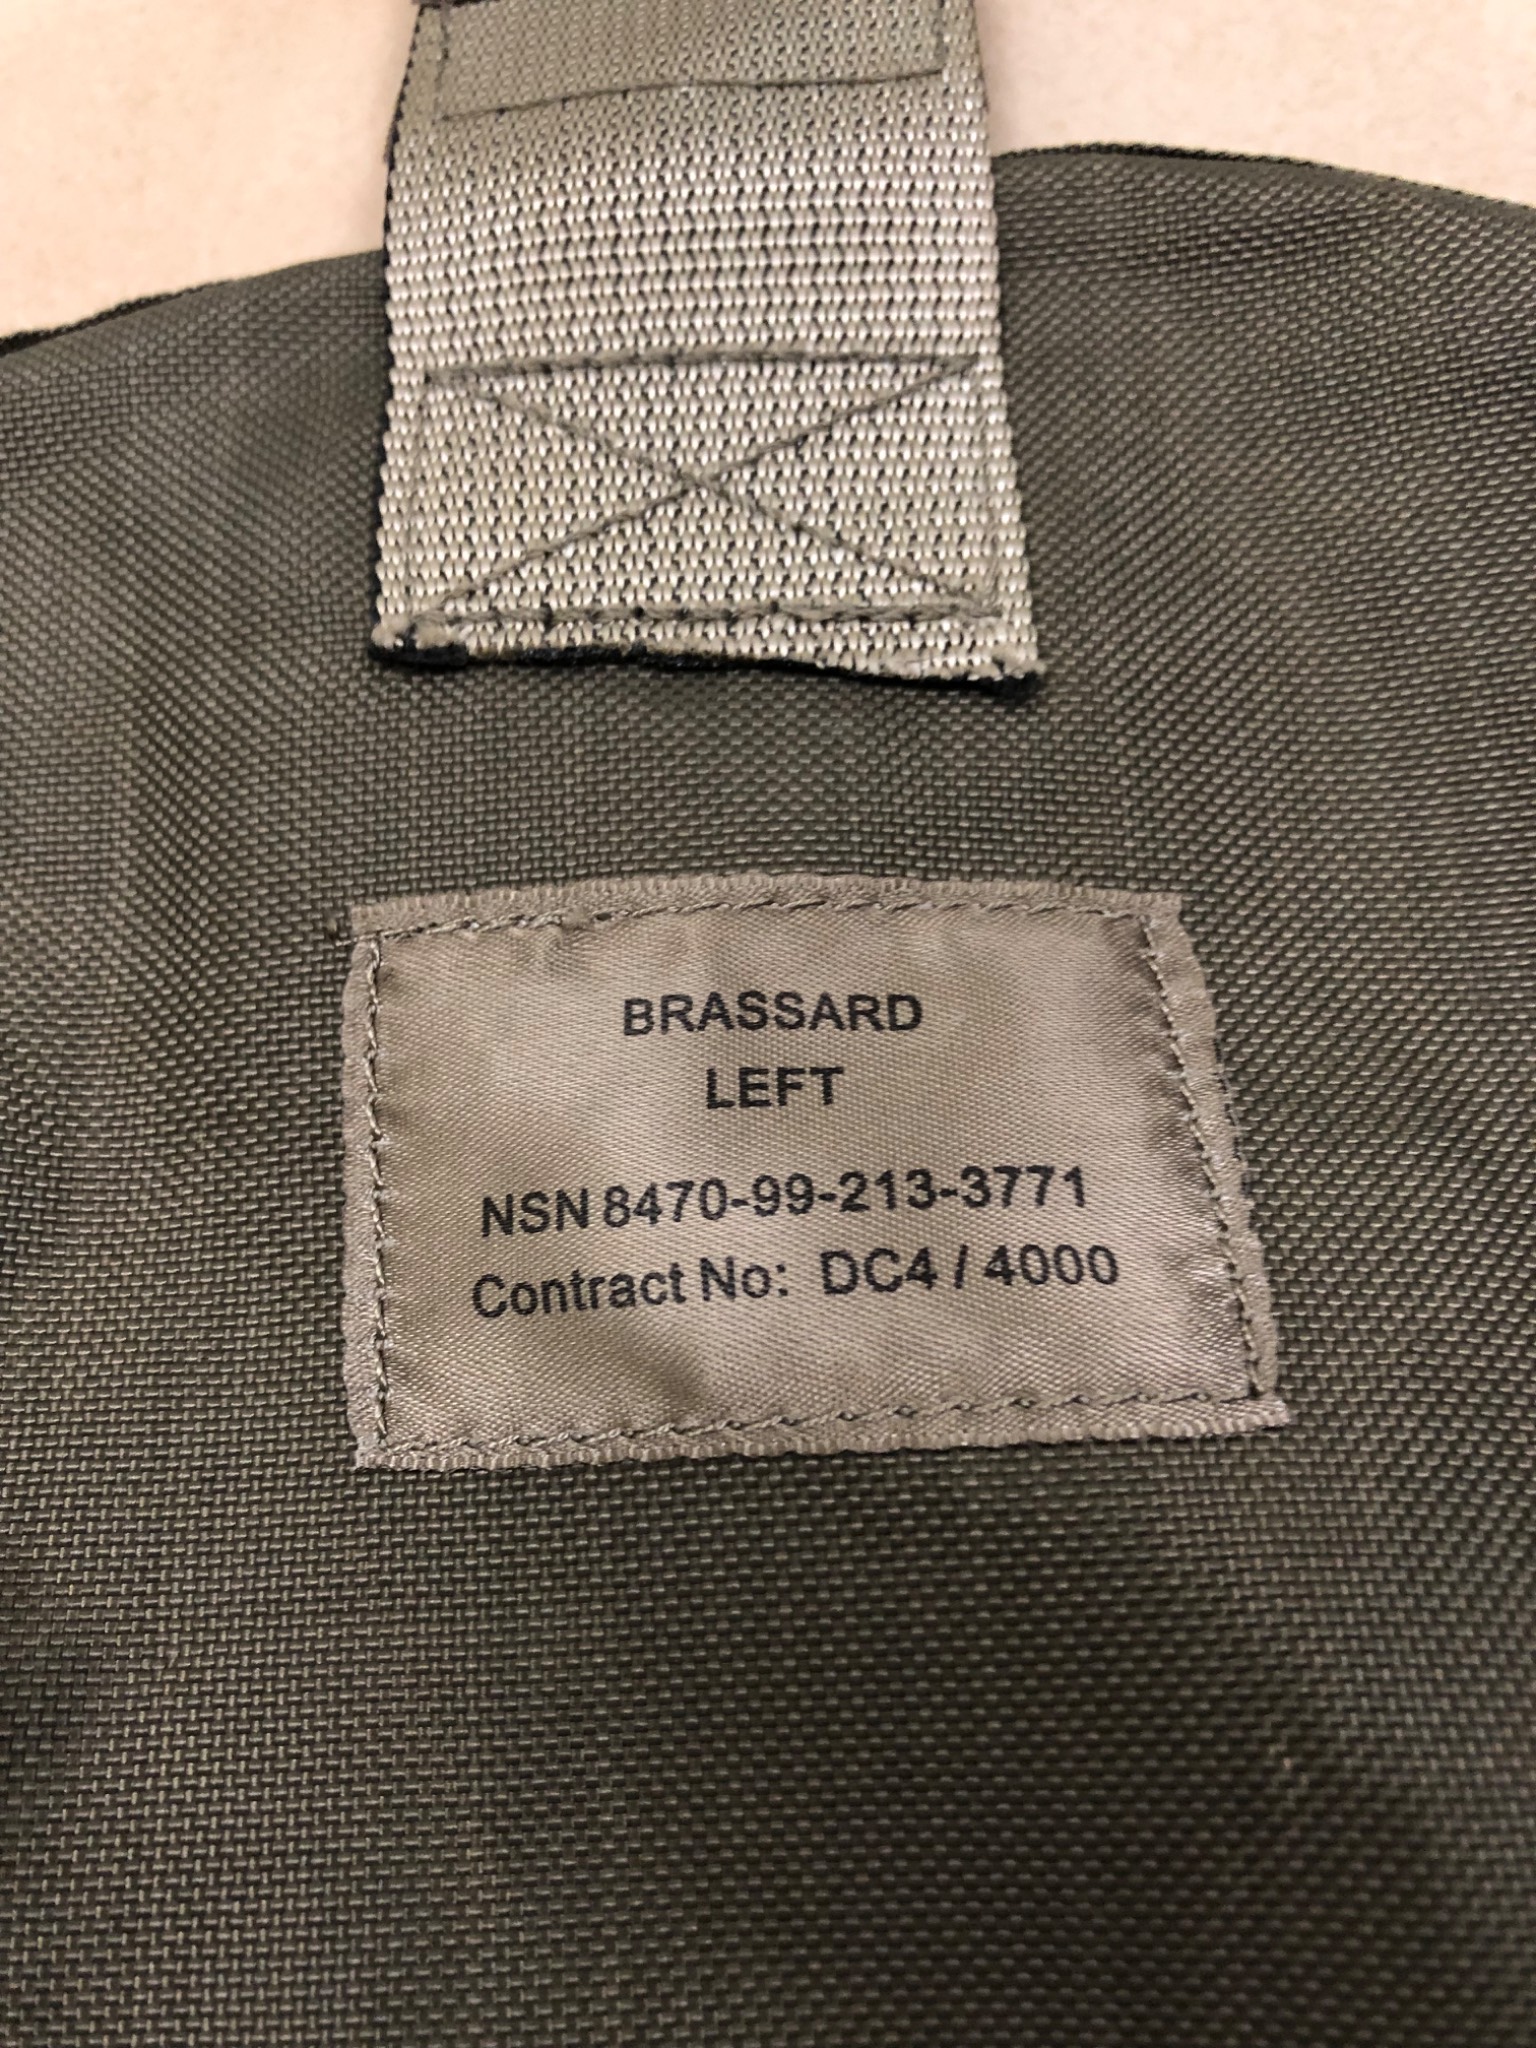 BRASSARD
LEFT
NSN 8470-99-213-3771
Contract No: DC4 / 4000